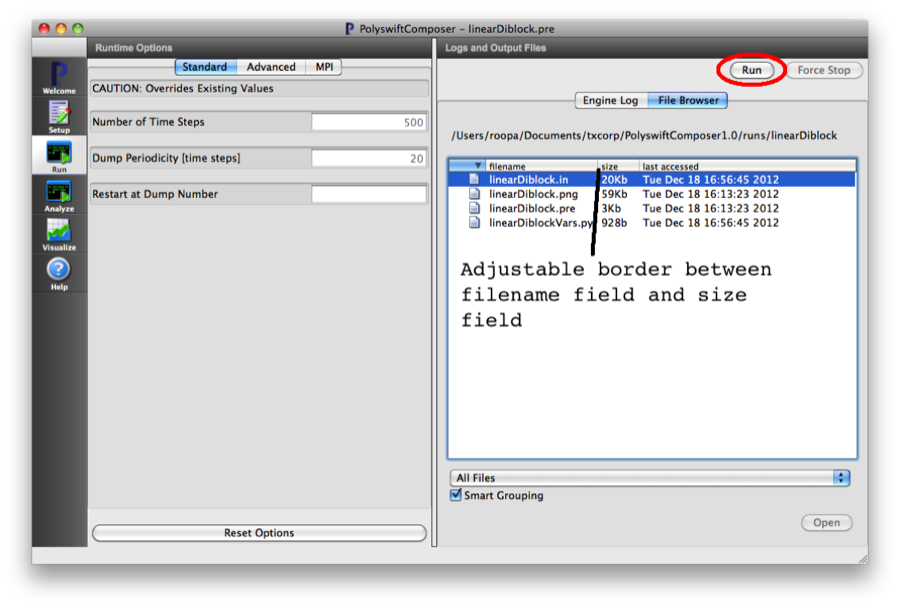 PolyswiftComposer - linearDiblock.pre
Runtime Options
Logs and Output Files
Welcome
Setup
Run
Analyze
Visualize
Help
Standard Advanced MPI
CAUTION: Overrides Existing Values
Number of Time Steps 500
Dump Periodicity [time steps] 20
Restart at Dump Number
Reset Options
Run Force Stop
Engine Log File Browser
/Users/roopa/Documents/txcorp/PolyswiftComposer1.0/runs/linearDiblock
filename size last accessed
linearDiblock.in 20Kb Tue Dec 18 16:56:45 2012
linearDiblock.png 59Kb Tue Dec 18 16:13:23 2012
linearDiblock.pre 3Kb Tue Dec 18 16:13:23 2012
linearDiblockVars.py 928b Tue Dec 18 16:56:45 2012
Adjustable border between
filename field and size
field
All Files
Smart Grouping
Open